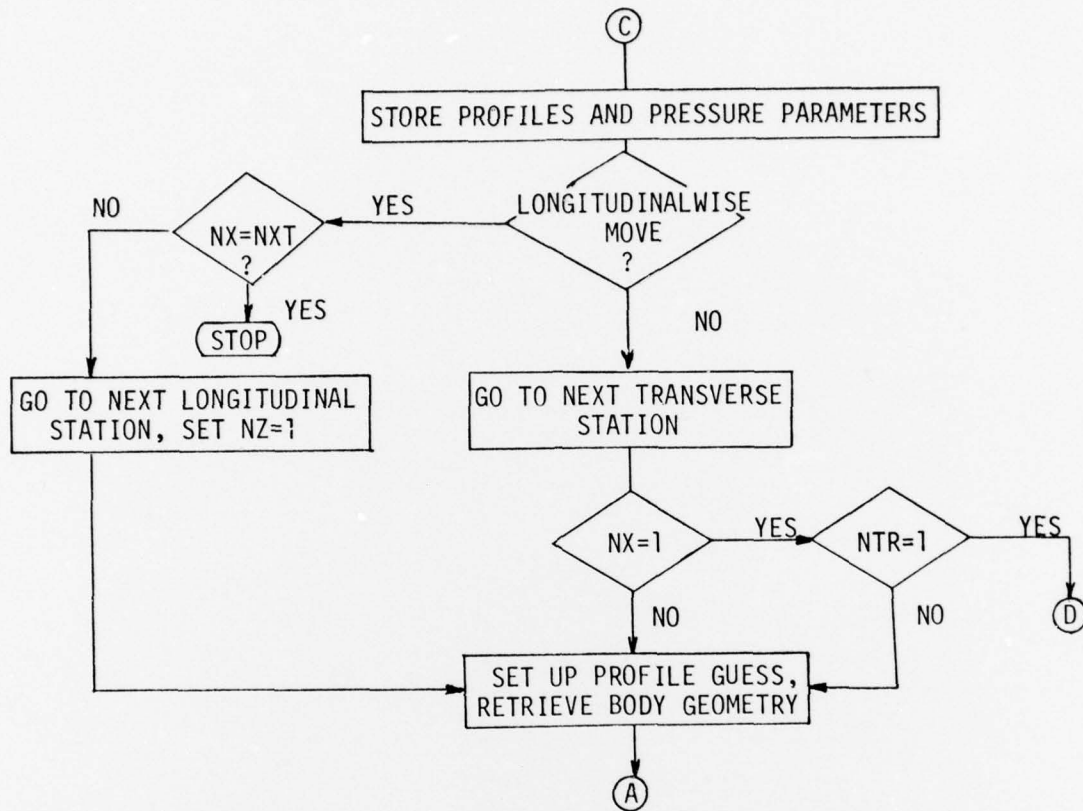 C
STORE PROFILES AND PRESSURE PARAMETERS
LONGITUDINALWISE
MOVE
?
YES
NO
NX=NXT
?
YES
STOP
NO
GO TO NEXT LONGITUDINAL
STATION, SET NZ=1
GO TO NEXT TRANSVERSE
STATION
NX=1
YES
NTR=1
YES
D
NO
NO
SET UP PROFILE GUESS,
RETRIEVE BODY GEOMETRY
A